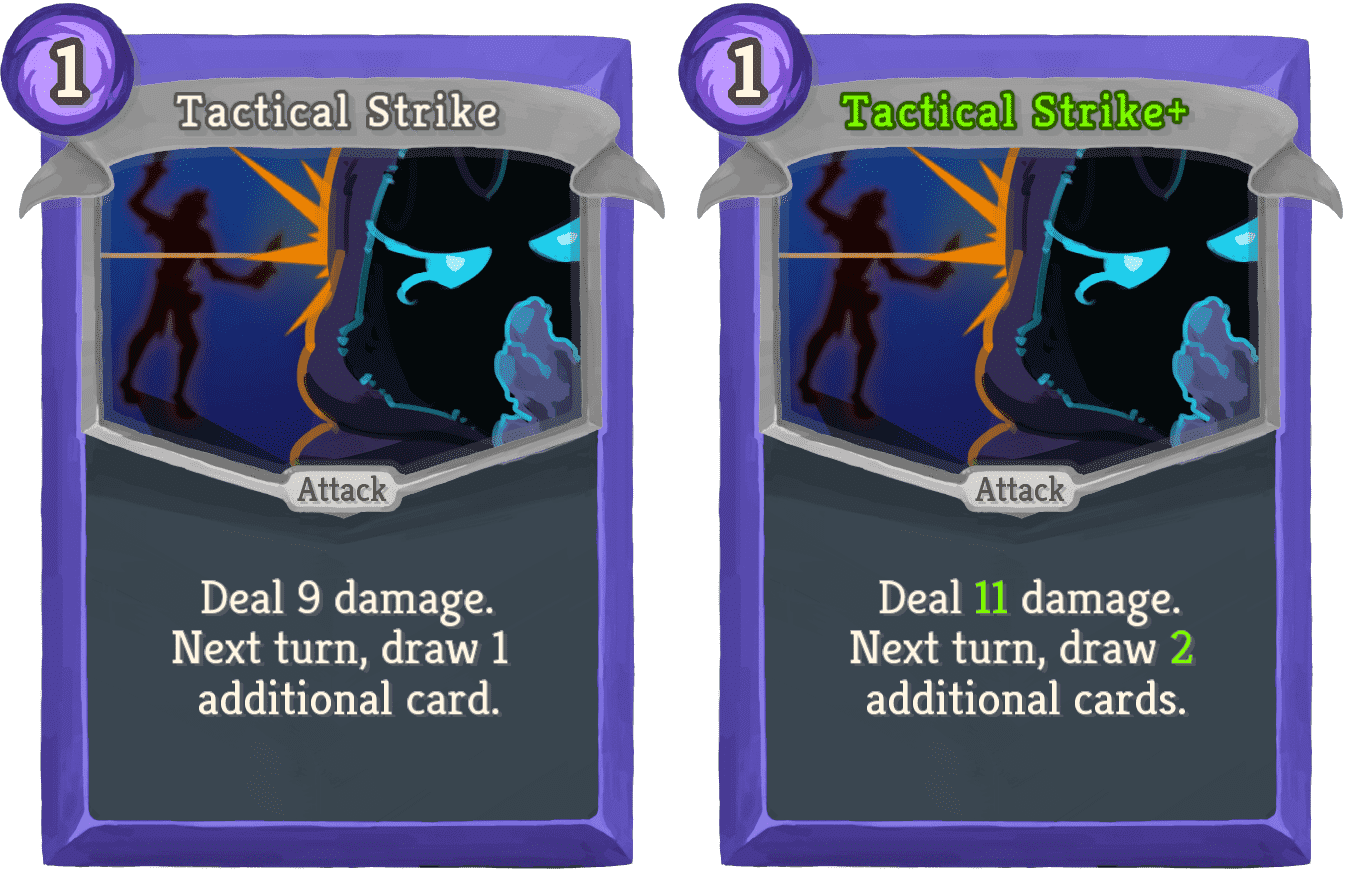 1
Tactical Strike
Attack
Deal 9 damage.
Next turn, draw 1
additional card.
1
Tactical Strike+
Attack
Deal 11 damage.
Next turn, draw 2
additional cards.